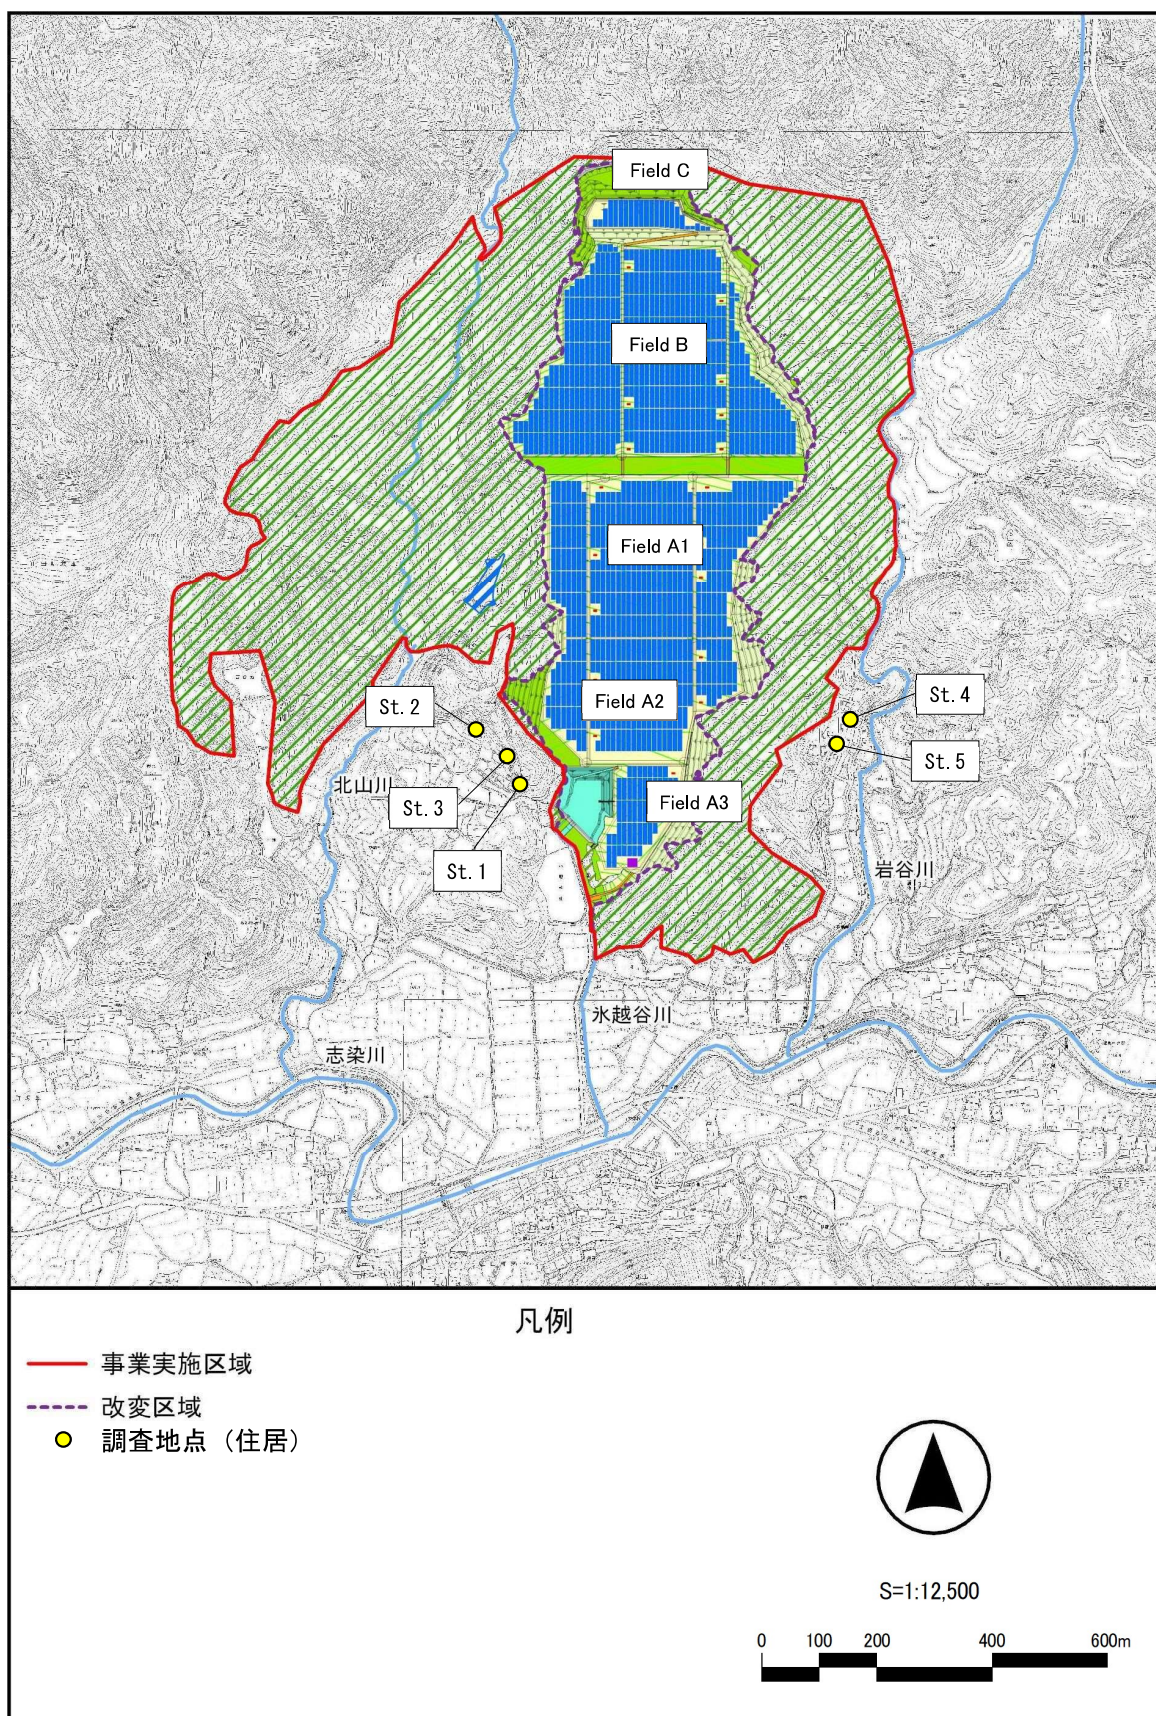 Field C
Field B
Field A1
Field A2
Field A3
St. 2
St. 3
St. 1
St. 4
St. 5
北山川
岩谷川
氷越谷川
志染川
凡例
事業実施区域
改変区域
調査地点（住居）
S=1:12,500
0 100 200 400 600m